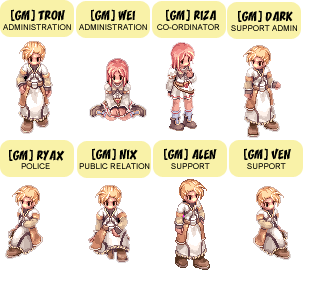 [GM] TRON
ADMINISTRATION
[GM] WEI
ADMINISTRATION
[GM] RIZA
CO-ORDINATOR
[GM] DARK
SUPPORT ADMIN
[GM] RYAX
POLICE
[GM] NIX
PUBLIC RELATION
[GM] ALEN
SUPPORT
[GM] VEN
SUPPORT